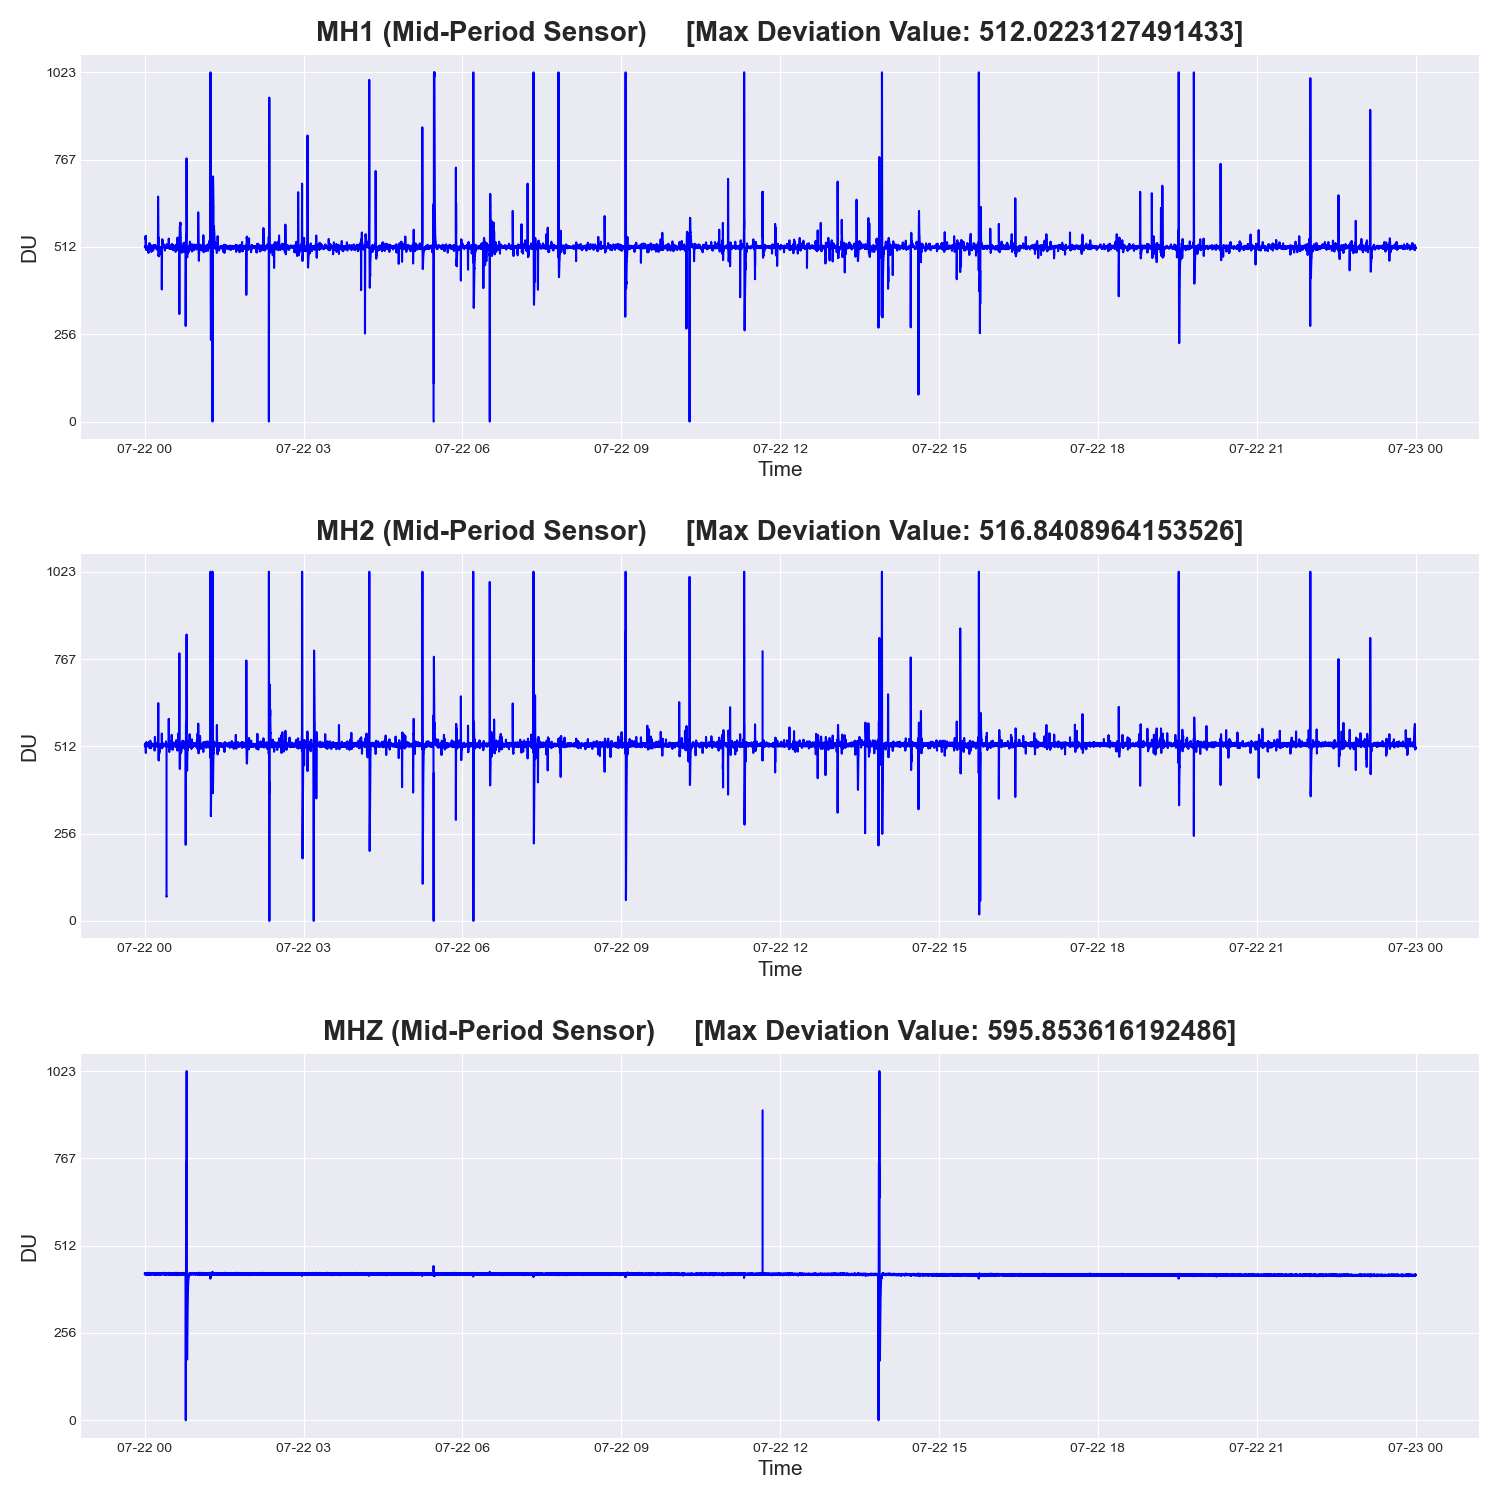 MH1 (Mid-Period Sensor) [Max Deviation Value: 512.0223127491433]
1023
767
512
256
0
DU
07-22 00 07-22 03 07-22 06 07-22 09 07-22 12 07-22 15 07-22 18 07-22 21 07-23 00
Time
MH2 (Mid-Period Sensor) [Max Deviation Value: 516.8408964153526]
1023
767
512
256
0
DU
07-22 00 07-22 03 07-22 06 07-22 09 07-22 12 07-22 15 07-22 18 07-22 21 07-23 00
Time
MHZ (Mid-Period Sensor) [Max Deviation Value: 595.853616192486]
1023
767
512
256
0
DU
07-22 00 07-22 03 07-22 06 07-22 09 07-22 12 07-22 15 07-22 18 07-22 21 07-23 00
Time